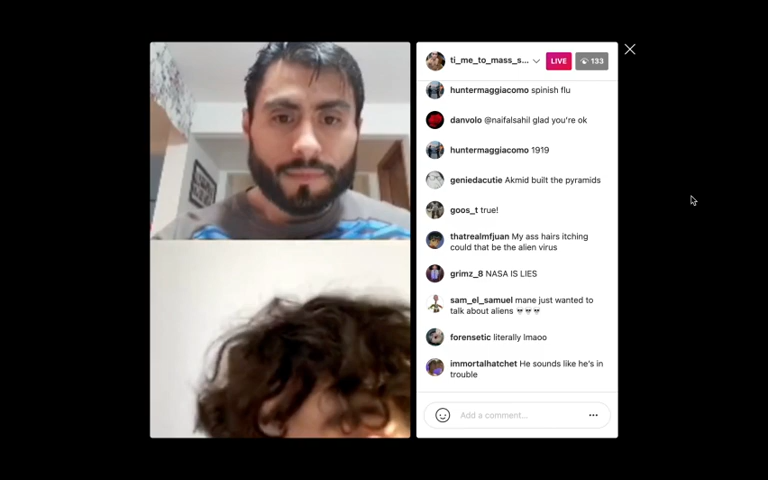 ti_me_to_mass_s...
LIVE
133
huntermaggiacomo spinish flu
danvolo @naifalsahil glad you're ok
huntermaggiacomo 1919
geniedacutie Akmid built the pyramids
goos_t true!
thatrealmfjuan My ass hairs itching
could that be the alien virus
grimz_8 NASA IS LIES
sam_el_samuel mane just wanted to
talk about aliens 💀💀💀
forensetic literally lmaoo
immortalhatchet He sounds like he's in
trouble
Add a comment...